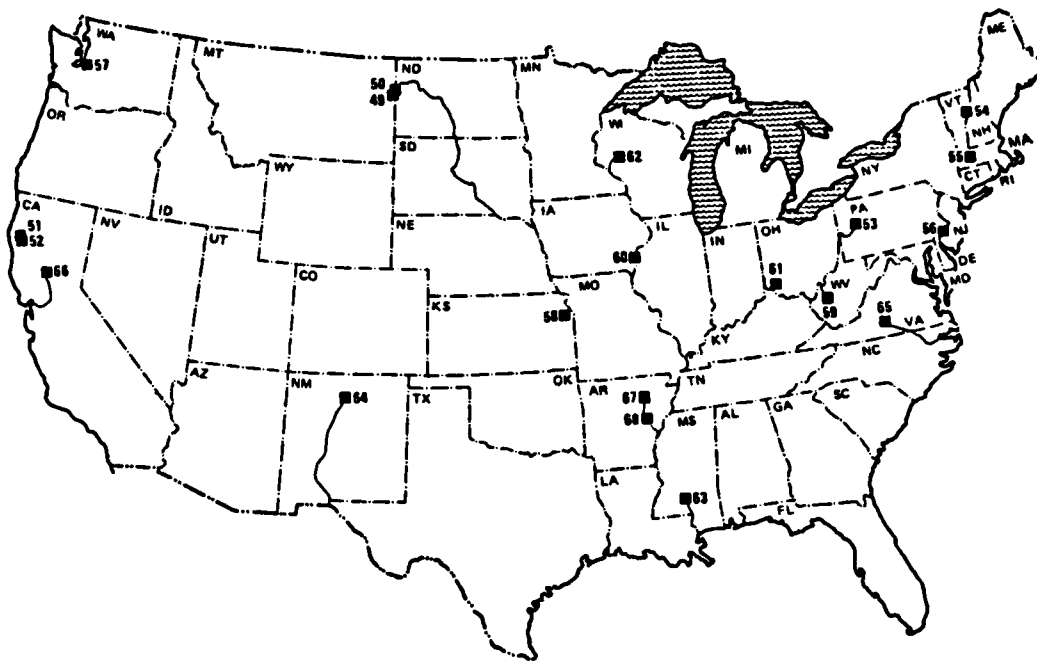 WA
57
MT
50
49
ND
MN
ME
VT
54
OR
NH
WI
62
MI
55
MA
CT
RI
SD
NY
WY
CA
51
52
NV
ID
UT
NE
IA
IL
IN
OH
PA
53
56
NJ
66
CO
60
61
WV
59
DE
MO
MO
KS
58
65
VA
KY
NC
AZ
NM
64
TX
OK
AR
67
68
TN
MS
AL
GA
SC
LA
63
FL